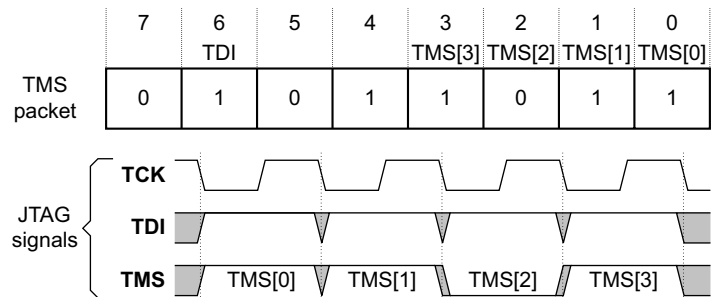 7 6 5 4 3 2 1 0
TDI TMS[3] TMS[2] TMS[1] TMS[0]
TMS packet
0 1 0 1 1 0 1 1
TCK
JTAG signals
TDI
TMS TMS[0] TMS[1] TMS[2] TMS[3]